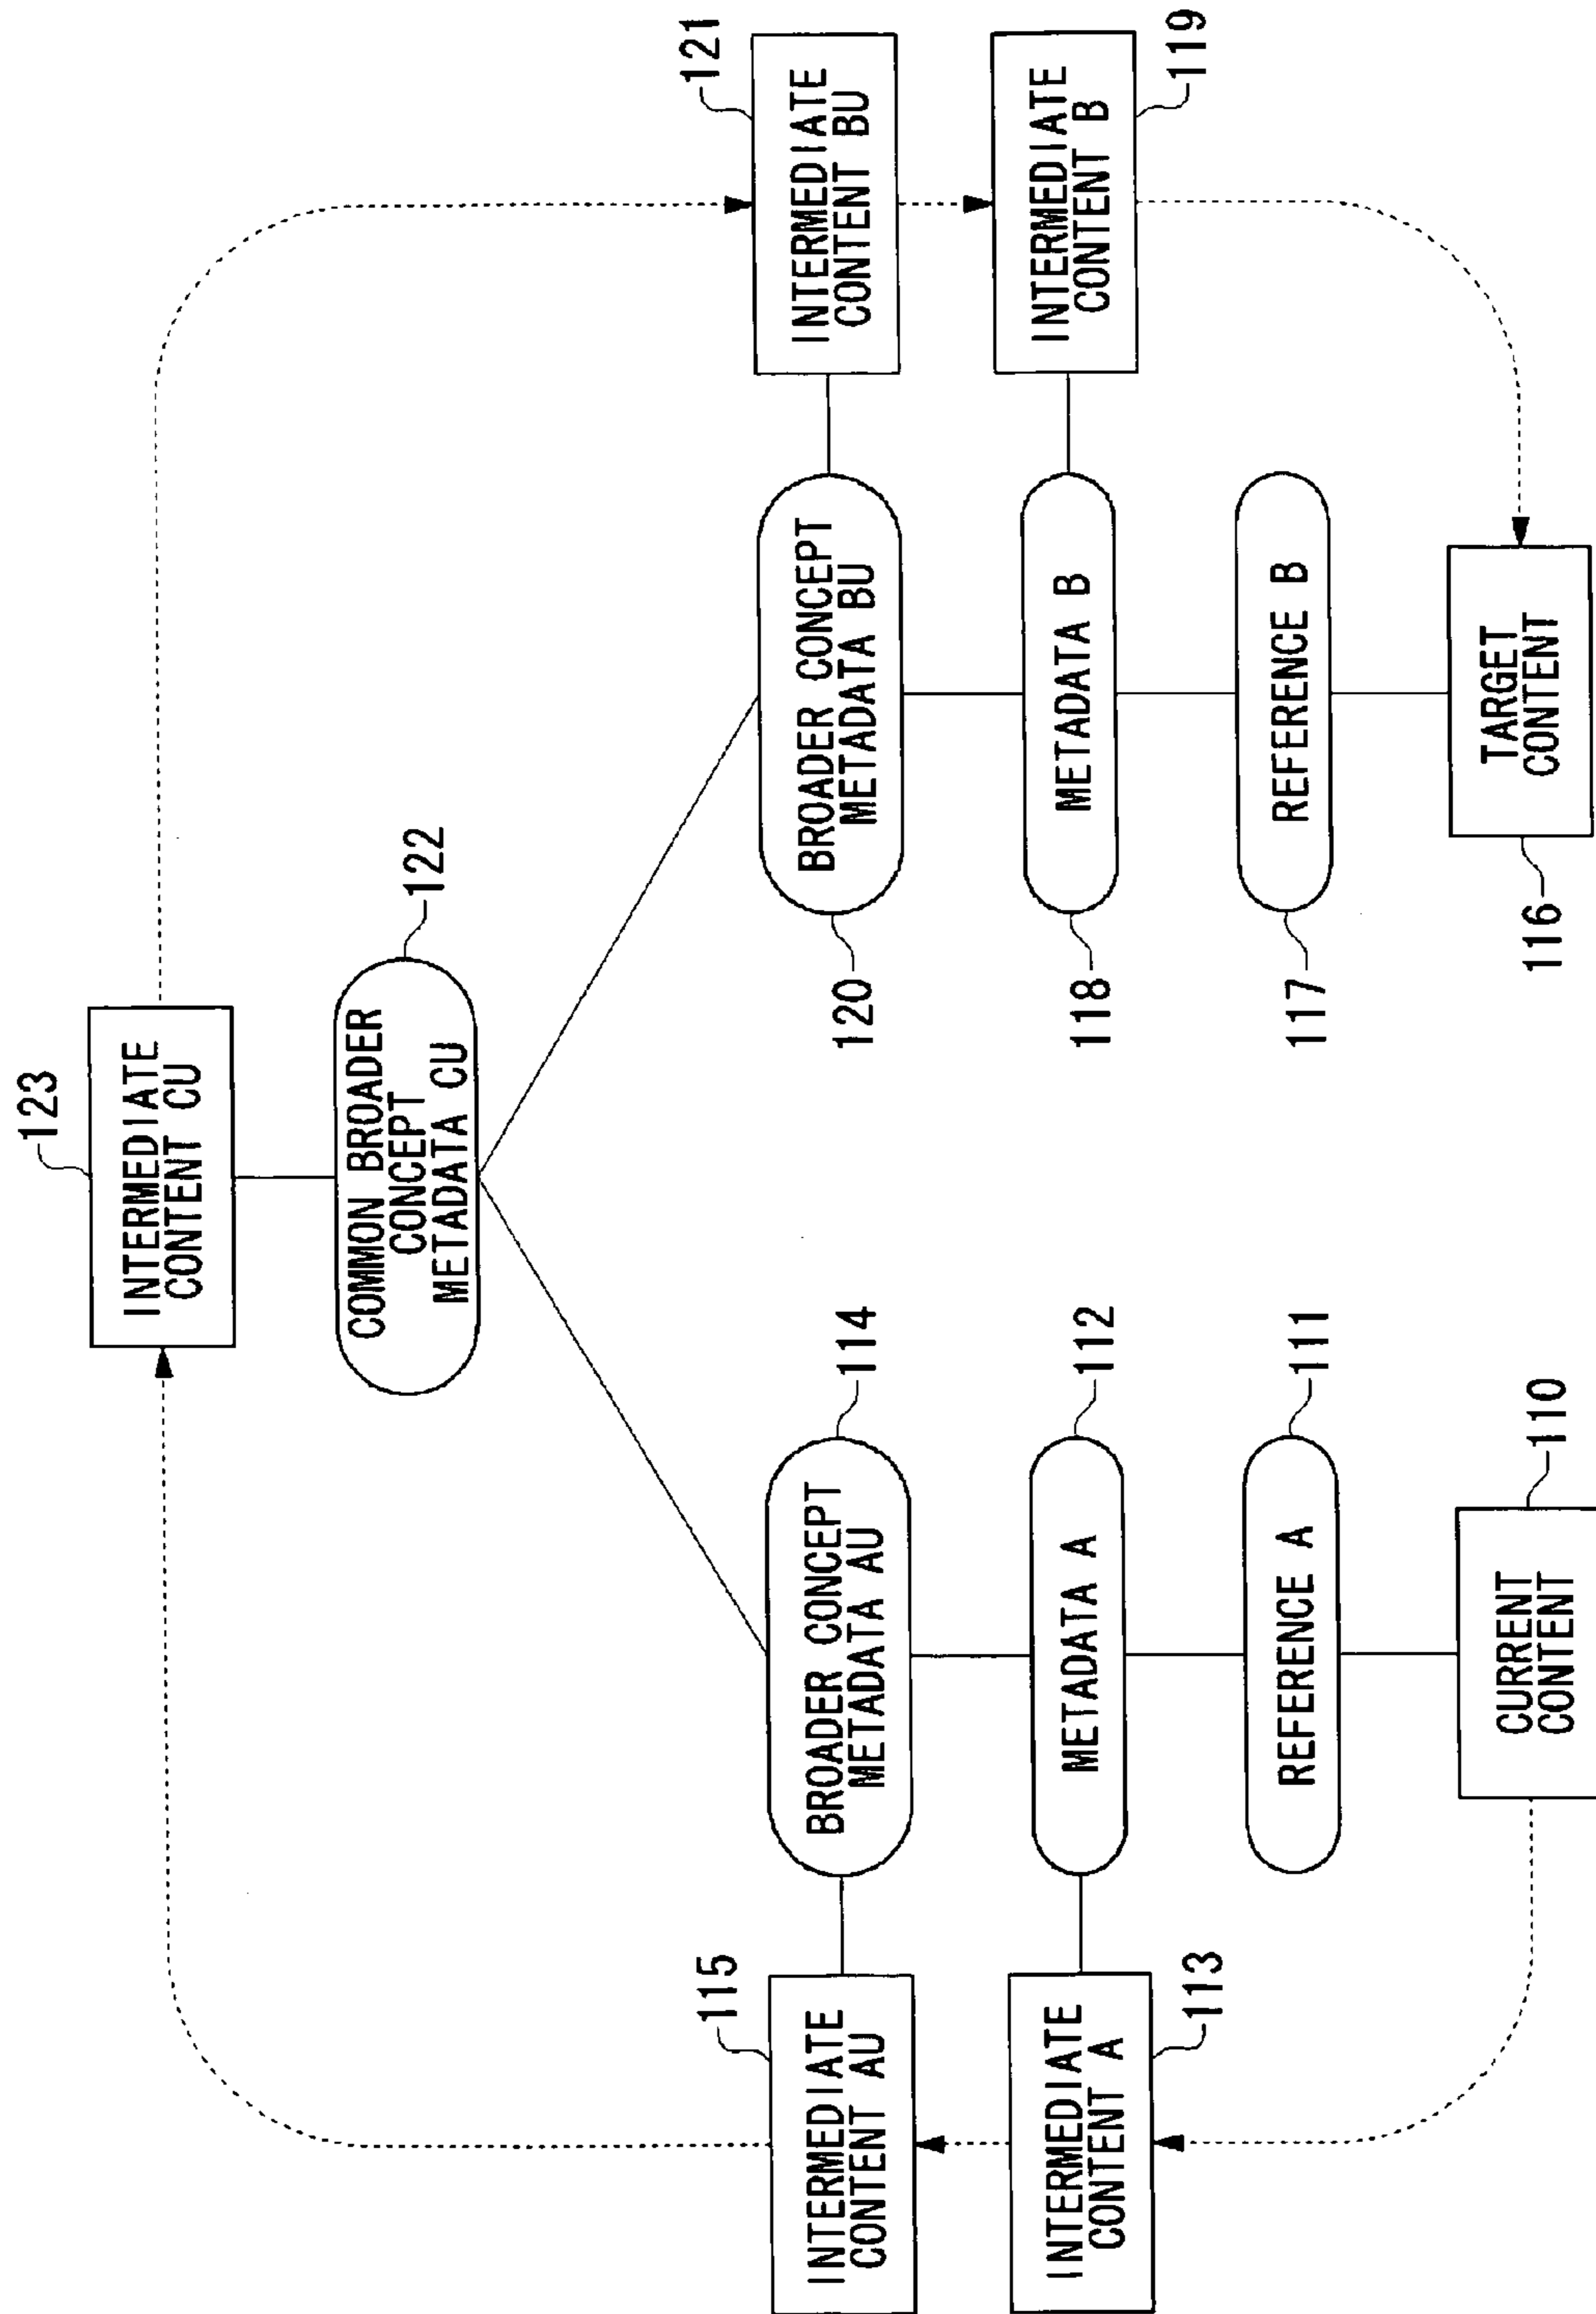 123
INTERMEDIATE
CONTENT CU
COMMON BROADER
CONCEPT
METADATA CU
122
115
INTERMEDIATE
CONTENT AU
BROADER CONCEPT
METADATA AU
114
120
BROADER CONCEPT
METADATA BU
INTERMEDIATE
CONTENT BU
121
INTERMEDIATE
CONTENT A
113
METADATA A
112
118
METADATA B
INTERMEDIATE
CONTENT B
119
REFERENCE A
111
117
REFERENCE B
CURRENT
CONTENT
110
116
TARGET
CONTENT